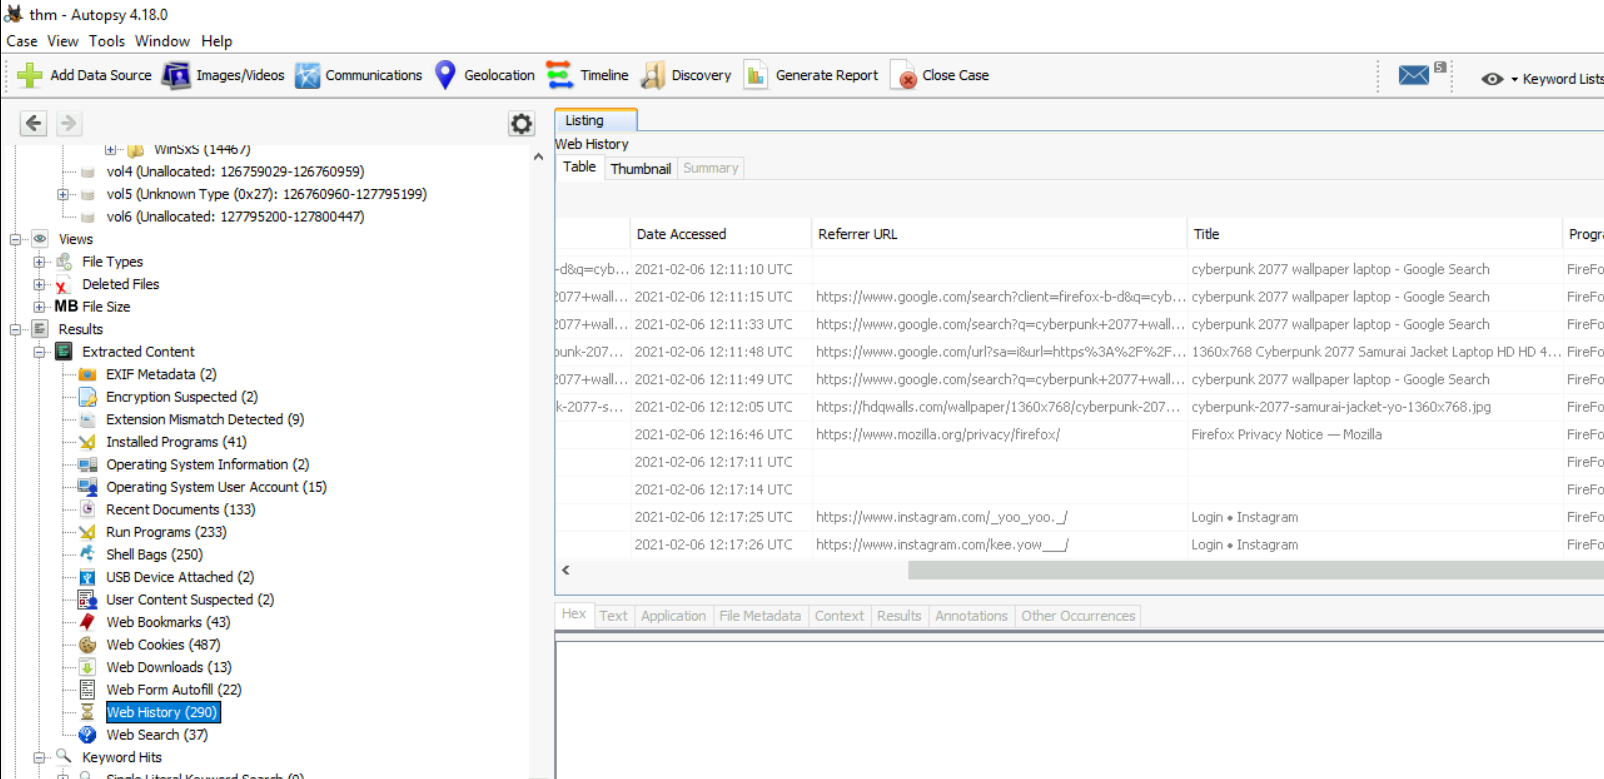 thm - Autopsy 4.18.0
Case View Tools Window Help
Add Data Source Images/Videos Communications Geolocation Timeline Discovery Generate Report Close Case 5 Keyword Lists
WinSxS (14467)
vol4 (Unallocated: 126759029-126760959)
vol5 (Unknown Type (0x27): 126760960-127795199)
vol6 (Unallocated: 127795200-127800447)
Views
File Types
Deleted Files
MB File Size
Results
Extracted Content
EXIF Metadata (2)
Encryption Suspected (2)
Extension Mismatch Detected (9)
Installed Programs (41)
Operating System Information (2)
Operating System User Account (15)
Recent Documents (133)
Run Programs (233)
Shell Bags (250)
USB Device Attached (2)
User Content Suspected (2)
Web Bookmarks (43)
Web Cookies (487)
Web Downloads (13)
Web Form Autofill (22)
Web History (290)
Web Search (37)
Keyword Hits
Single Literal Keyword Search (0)
Listing
Web History
Table Thumbnail Summary
Date Accessed Referrer URL Title Progra
-d&q=cyb... 2021-02-06 12:11:10 UTC cyberpunk 2077 wallpaper laptop - Google Search FireFo
2077+wall... 2021-02-06 12:11:15 UTC https://www.google.com/search?client=firefox-b-d&q=cyb... cyberpunk 2077 wallpaper laptop - Google Search FireFo
2077+wall... 2021-02-06 12:11:33 UTC https://www.google.com/search?q=cyberpunk+2077+wall... cyberpunk 2077 wallpaper laptop - Google Search FireFo
punk-207... 2021-02-06 12:11:48 UTC https://www.google.com/url?sa=i&url=https%3A%2F%2F... 1360x768 Cyberpunk 2077 Samurai Jacket Laptop HD HD 4... FireFo
2077+wall... 2021-02-06 12:11:49 UTC https://www.google.com/search?q=cyberpunk+2077+wall... cyberpunk 2077 wallpaper laptop - Google Search FireFo
k-2077-s... 2021-02-06 12:12:05 UTC https://hdqwalls.com/wallpaper/1360x768/cyberpunk-207... cyberpunk-2077-samurai-jacket-yo-1360x768.jpg FireFo
2021-02-06 12:16:46 UTC https://www.mozilla.org/privacy/firefox/ Firefox Privacy Notice — Mozilla FireFo
2021-02-06 12:17:11 UTC FireFo
2021-02-06 12:17:14 UTC FireFo
2021-02-06 12:17:25 UTC https://www.instagram.com/_yoo_yoo._/ Login • Instagram FireFo
2021-02-06 12:17:26 UTC https://www.instagram.com/kee.yow___/ Login • Instagram FireFo
Hex Text Application File Metadata Context Results Annotations Other Occurrences